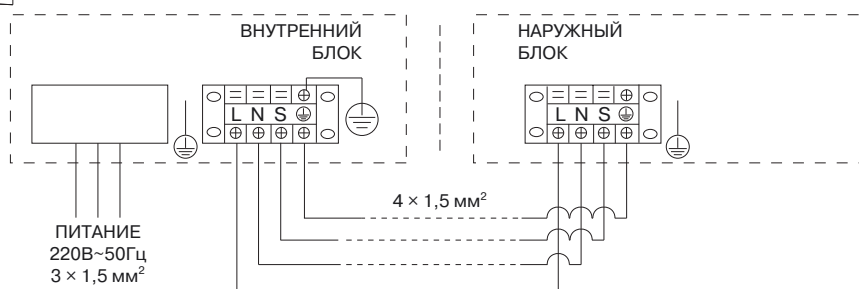 ВНУТРЕННИЙ
БЛОК
НАРУЖНЫЙ
БЛОК
L N S
L N S
4 × 1,5 мм²
ПИТАНИЕ
220В~50Гц
3 × 1,5 мм²